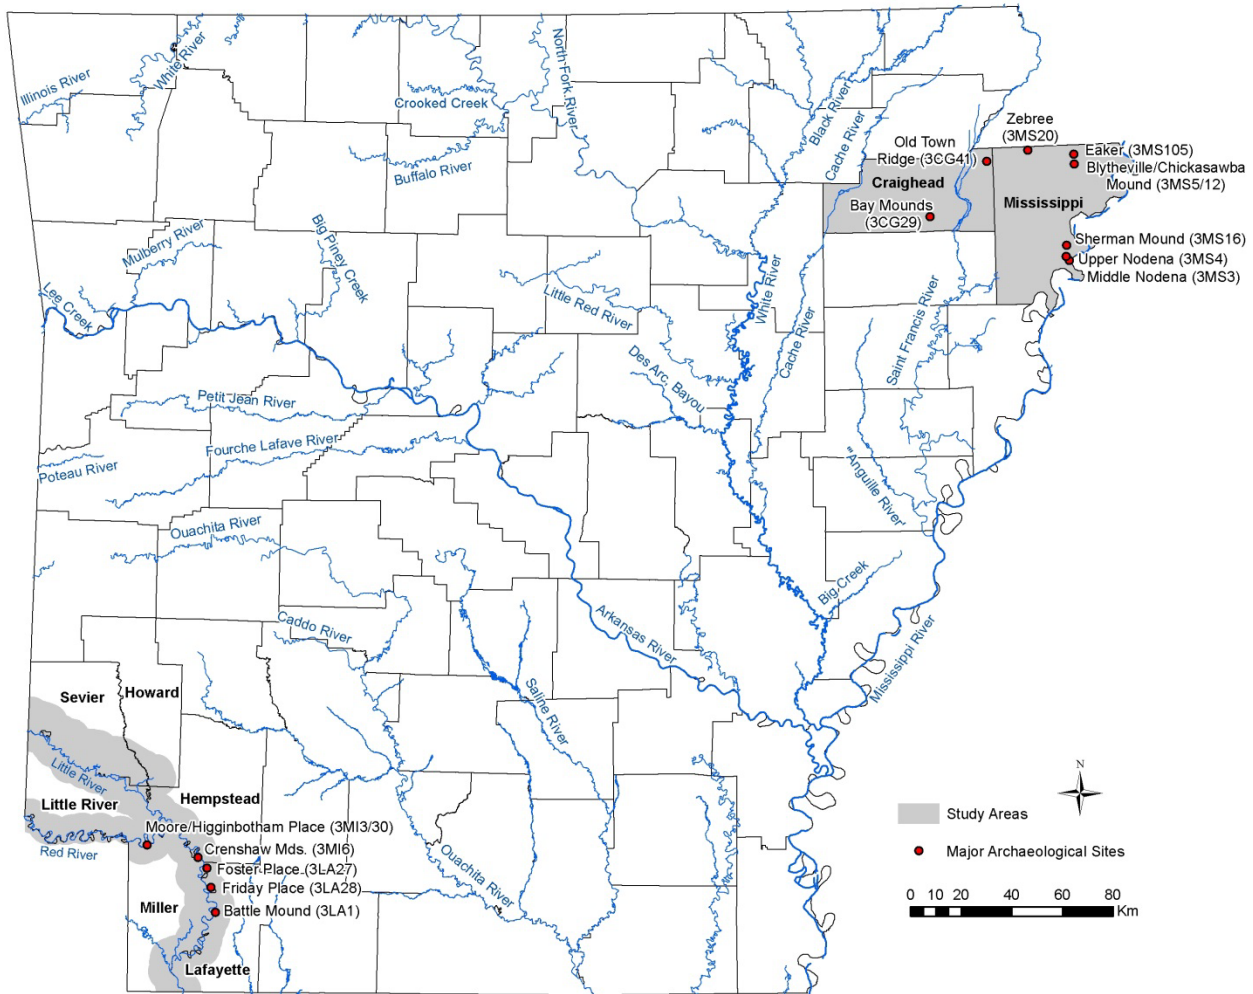 Illinois River
White River
North Fork River
Crooked Creek
Buffalo River
Black River
Cache River
Zebree
(3MS20)
Old Town
Ridge (3CG41)
Eaker (3MS105)
Blytheville/Chickasawba
Mound (3MS5/12)
Craighead
Mississippi
Bay Mounds
(3CG29)
Sherman Mound (3MS16)
Upper Nodena (3MS4)
Middle Nodena (3MS3)
Mulberry River
Big Piney Creek
Lee Creek
Little Red River
White River
Cache River
Saint Francis River
Des Arc, Bayou
Petit Jean River
Fourche Lafave River
Poteau River
"Anguille River'
Ouachita River
Big Creek
Caddo River
Arkansas River
Mississippi River
Saline River
Sevier
Howard
Little River
Little River
Hempstead
Moore/Higginbotham Place (3MI3/30)
Red River
Crenshaw Mds. (3MI6)
Foster Place (3LA27)
Friday Place (3LA28)
Miller
Battle Mound (3LA1)
Lafayette
Ouachita River
N
Study Areas
Major Archaeological Sites
0 10 20 40 60 80
Km